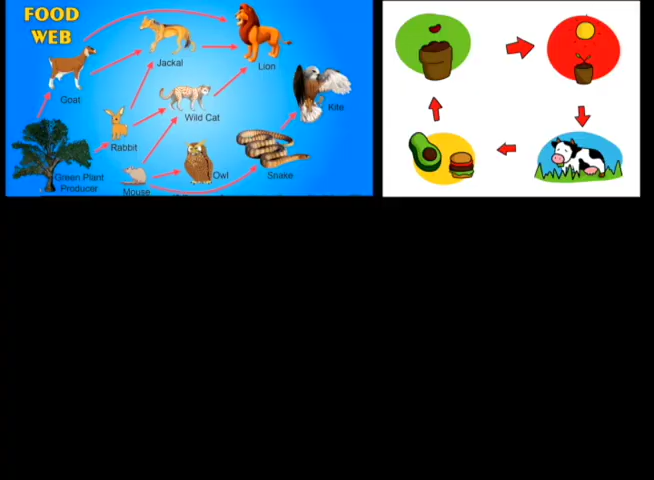 FOOD
WEB
Jackal
Lion
Goat
Kite
Wild Cat
Rabbit
Green Plant
Producer
Owl
Snake
Mouse